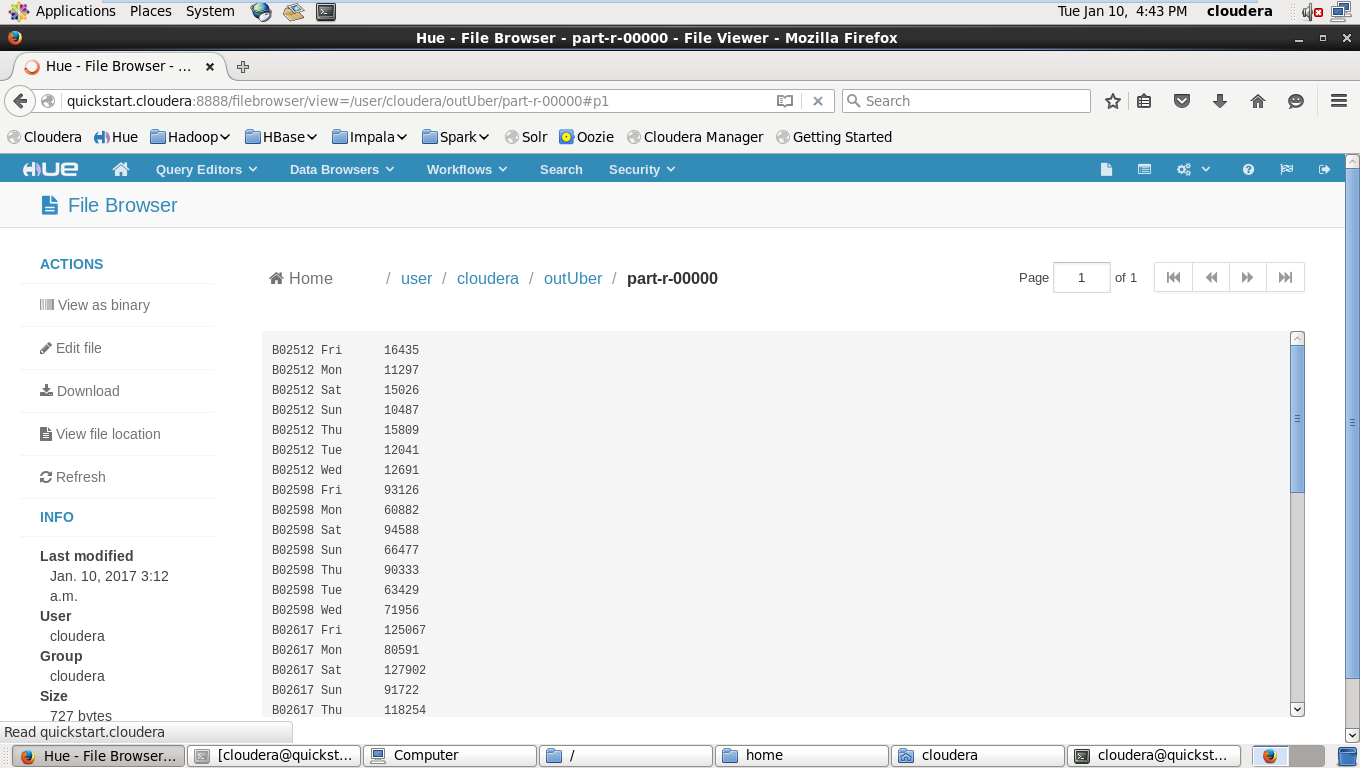 Applications Places System Tue Jan 10, 4:43 PM cloudera
Hue - File Browser - part-r-00000 - File Viewer - Mozilla Firefox
Hue - File Browser - ...
quickstart.cloudera:8888/filebrowser/view=/user/cloudera/outUber/part-r-00000#p1 Search
Cloudera Hue Hadoop HBase Impala Spark Solr Oozie Cloudera Manager Getting Started
HUE Query Editors Data Browsers Workflows Search Security
File Browser
ACTIONS
View as binary
Edit file
Download
View file location
Refresh
INFO
Last modified
Jan. 10, 2017 3:12
a.m.
User
cloudera
Group
cloudera
Size
727 bytes
Home / user / cloudera / outUber / part-r-00000
Page 1 of 1
B02512 Fri 16435
B02512 Mon 11297
B02512 Sat 15026
B02512 Sun 10487
B02512 Thu 15809
B02512 Tue 12041
B02512 Wed 12691
B02598 Fri 93126
B02598 Mon 60882
B02598 Sat 94588
B02598 Sun 66477
B02598 Thu 90333
B02598 Tue 63429
B02598 Wed 71956
B02617 Fri 125067
B02617 Mon 80591
B02617 Sat 127902
B02617 Sun 91722
B02617 Thu 118254
Read quickstart.cloudera
Hue - File Browser... [cloudera@quickst... Computer / home cloudera cloudera@quickst...